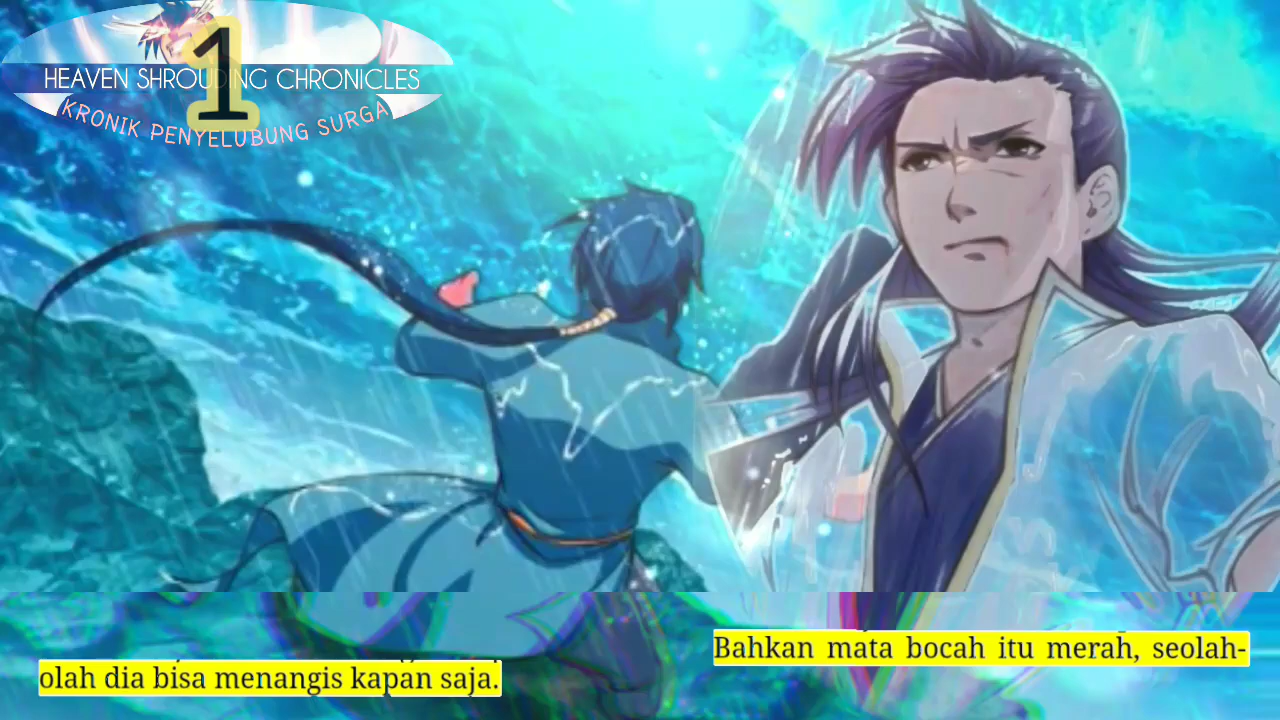 1
HEAVEN SHROUDING CHRONICLES
KRONIK PENYELUBUNG SURGA
Bahkan mata bocah itu merah, seolah-
olah dia bisa menangis kapan saja.